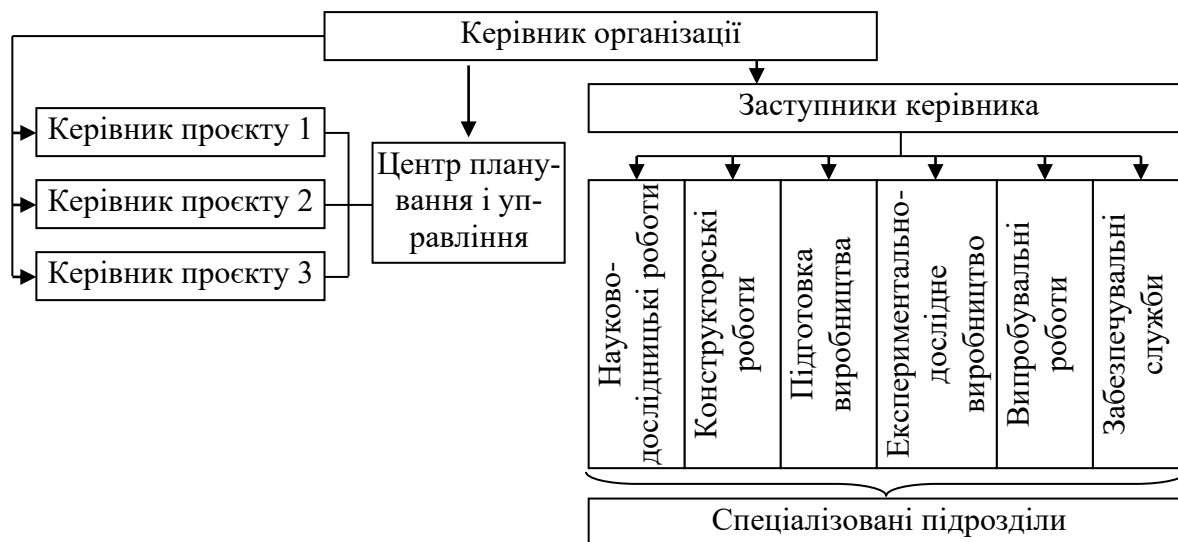 Керівник організації
Заступники керівника
Керівник проєкту 1
Керівник проєкту 2
Керівник проєкту 3
Центр плану-
вання і уп-
равління
Науково-
дослідницькі роботи
Конструкторські
роботи
Підготовка
виробництва
Експериментально-
дослідне
виробництво
Випробувальні
роботи
Забезпечувальні
служби
Спеціалізовані підрозділи